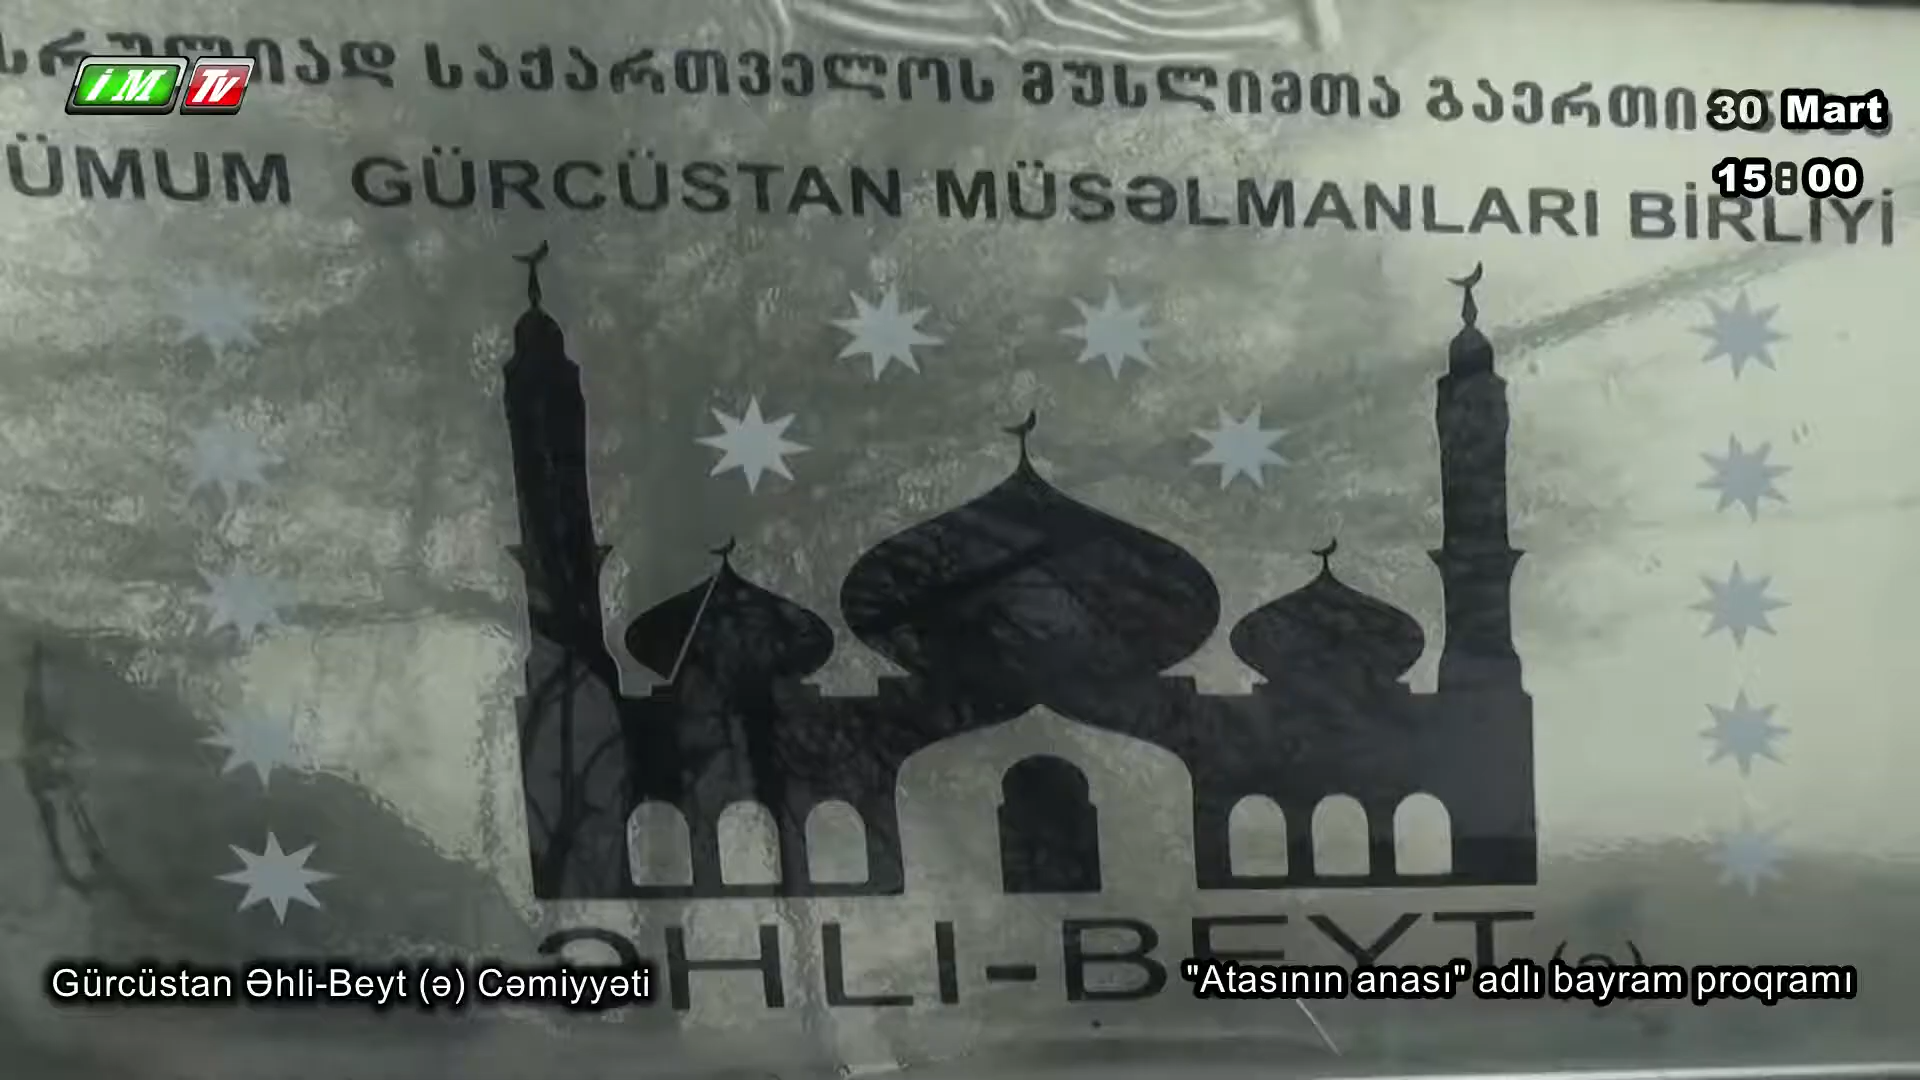 სრულიად საქართველოს მუსლიმთა
ÜMUM GÜRCÜSTAN MÜSƏLMANLARI BİRLİYİ
ƏHLI-BEYT (ə)
iM Tv
30 Mart
15:00
Gürcüstan Əhli-Beyt (ə) Cəmiyyəti
"Atasının anası" adlı bayram proqramı